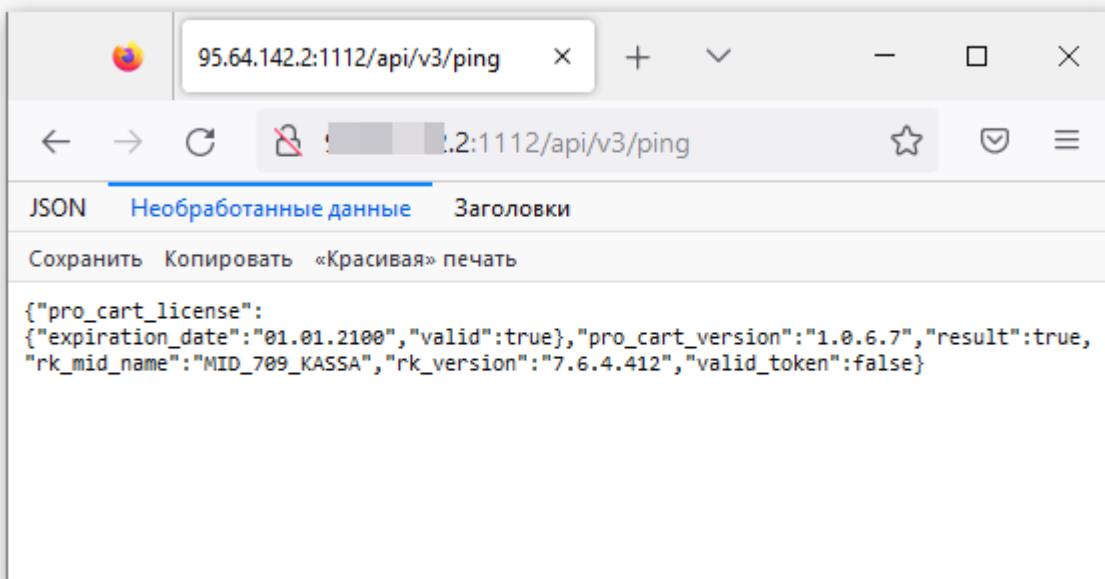 95.64.142.2:1112/api/v3/ping
.2:1112/api/v3/ping
JSON Необработанные данные Заголовки
Сохранить Копировать «Красивая» печать
{"pro_cart_license":
{"expiration_date":"01.01.2100","valid":true},"pro_cart_version":"1.0.6.7","result":true,
"rk_mid_name":"MID_709_KASSA","rk_version":"7.6.4.412","valid_token":false}